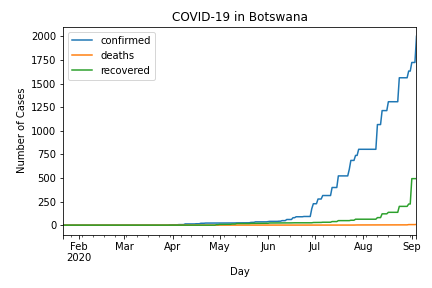 COVID-19 in Botswana
confirmed
deaths
recovered
Number of Cases
2000
1750
1500
1250
1000
750
500
250
0
Feb Mar Apr May Jun Jul Aug Sep
2020
Day